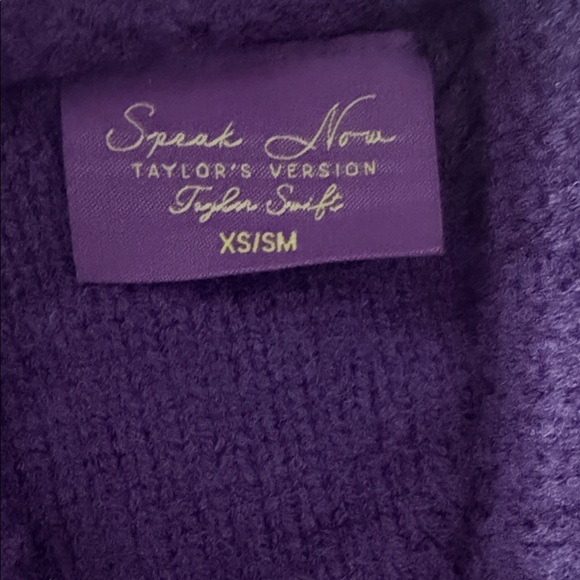 Speak Now
TAYLOR'S VERSION
Taylor Swift
XS/SM